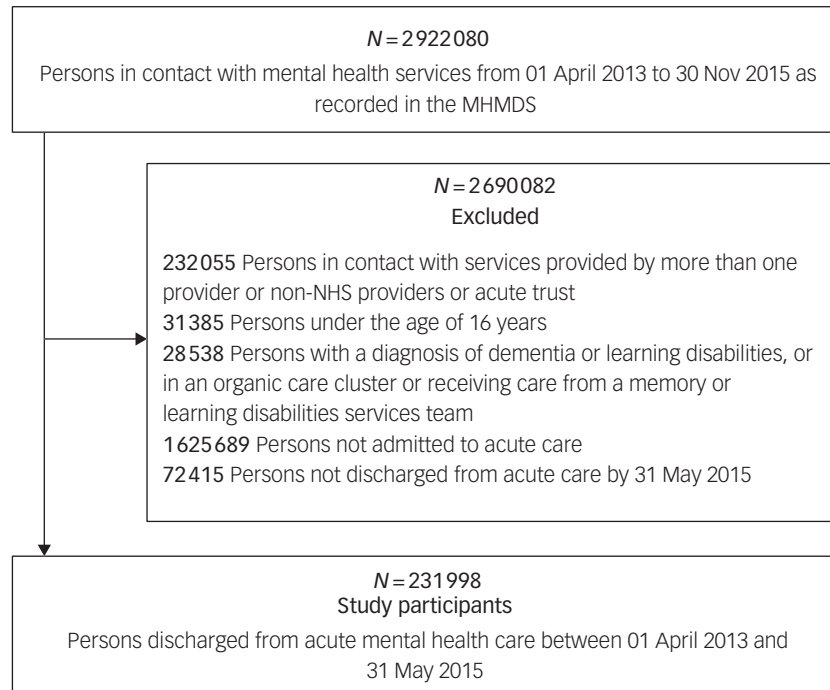 N = 2922080
Persons in contact with mental health services from 01 April 2013 to 30 Nov 2015 as
recorded in the MHMDS
N = 2690082
Excluded
232055 Persons in contact with services provided by more than one
provider or non-NHS providers or acute trust
31385 Persons under the age of 16 years
28538 Persons with a diagnosis of dementia or learning disabilities, or
in an organic care cluster or receiving care from a memory or
learning disabilities services team
1625689 Persons not admitted to acute care
72415 Persons not discharged from acute care by 31 May 2015
N = 231998
Study participants
Persons discharged from acute mental health care between 01 April 2013 and
31 May 2015